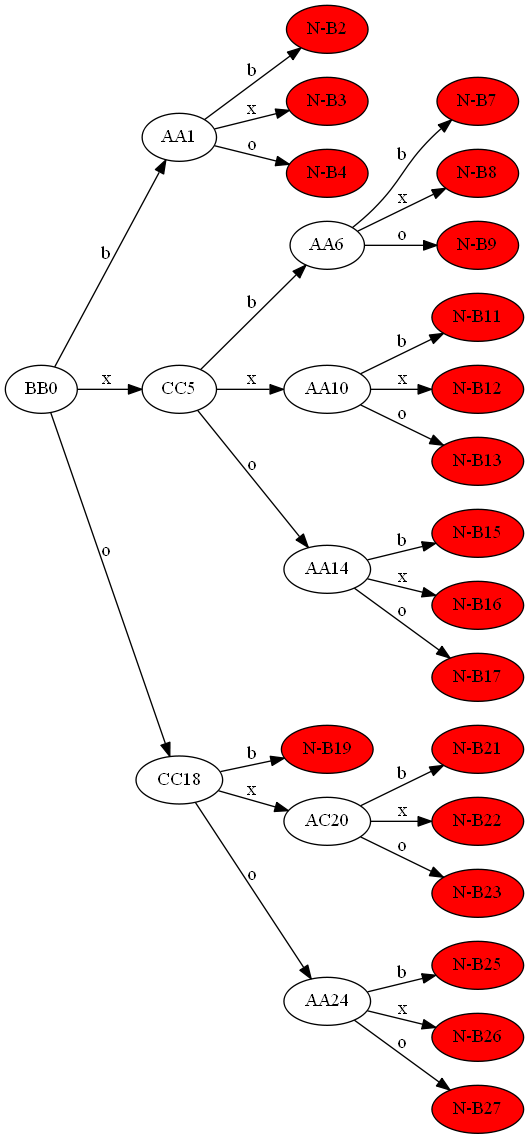 N-B2
b
N-B3
x
AA1
o
N-B4
N-B7
b
N-B8
x
AA6
o
N-B9
b
b
N-B11
b
BB0
x
CC5
x
AA10
x
N-B12
o
N-B13
o
N-B15
b
AA14
x
N-B16
o
N-B17
o
N-B19
b
N-B21
b
CC18
x
AC20
x
N-B22
o
N-B23
o
N-B25
b
AA24
x
N-B26
o
N-B27